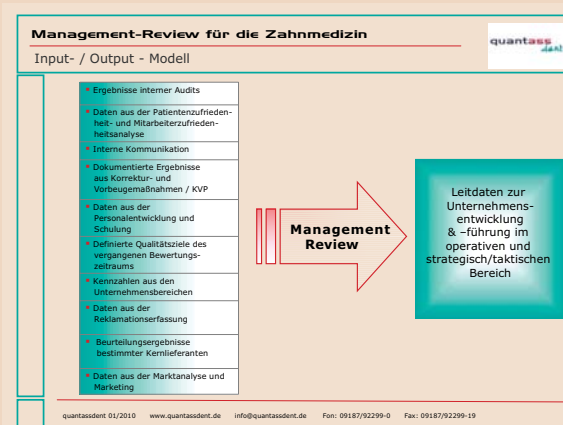 Management-Review für die Zahnmedizin
quantass
dent
Input- / Output - Modell
Ergebnisse interner Audits
Daten aus der Patientenzufrieden-
heit- und Mitarbeiterzufrieden-
heitsanalyse
Interne Kommunikation
Dokumentierte Ergebnisse
aus Korrektur- und
Vorbeugemaßnahmen / KVP
Daten aus der
Personalentwicklung und
Schulung
Definierte Qualitätsziele des
vergangenen Bewertungs-
zeitraums
Kennzahlen aus den
Unternehmensbereichen
Daten aus der
Reklamationserfassung
Beurteilungsergebnisse
bestimmter Kernlieferanten
Daten aus der Marktanalyse und
Marketing
Management
Review
Leitdaten zur
Unternehmens-
entwicklung
& –führung im
operativen und
strategisch/taktischen
Bereich
quantassdent 01/2010 www.quantassdent.de info@quantassdent.de Fon: 09187/92299-0 Fax: 09187/92299-19